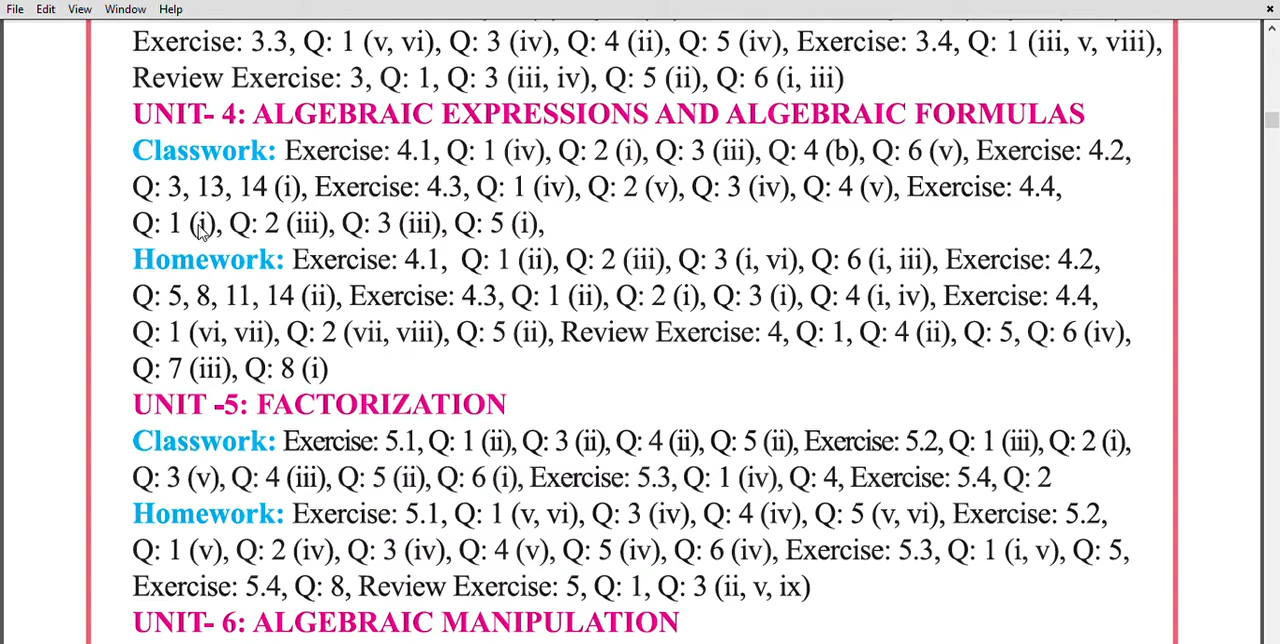 File Edit View Window Help
Exercise: 3.3, Q: 1 (v, vi), Q: 3 (iv), Q: 4 (ii), Q: 5 (iv), Exercise: 3.4, Q: 1 (iii, v, viii),
Review Exercise: 3, Q: 1, Q: 3 (iii, iv), Q: 5 (ii), Q: 6 (i, iii)
UNIT- 4: ALGEBRAIC EXPRESSIONS AND ALGEBRAIC FORMULAS
Classwork: Exercise: 4.1, Q: 1 (iv), Q: 2 (i), Q: 3 (iii), Q: 4 (b), Q: 6 (v), Exercise: 4.2,
Q: 3, 13, 14 (i), Exercise: 4.3, Q: 1 (iv), Q: 2 (v), Q: 3 (iv), Q: 4 (v), Exercise: 4.4,
Q: 1 (i), Q: 2 (iii), Q: 3 (iii), Q: 5 (i),
Homework: Exercise: 4.1, Q: 1 (ii), Q: 2 (iii), Q: 3 (i, vi), Q: 6 (i, iii), Exercise: 4.2,
Q: 5, 8, 11, 14 (ii), Exercise: 4.3, Q: 1 (ii), Q: 2 (i), Q: 3 (i), Q: 4 (i, iv), Exercise: 4.4,
Q: 1 (vi, vii), Q: 2 (vii, viii), Q: 5 (ii), Review Exercise: 4, Q: 1, Q: 4 (ii), Q: 5, Q: 6 (iv),
Q: 7 (iii), Q: 8 (i)
UNIT -5: FACTORIZATION
Classwork: Exercise: 5.1, Q: 1 (ii), Q: 3 (ii), Q: 4 (ii), Q: 5 (ii), Exercise: 5.2, Q: 1 (iii), Q: 2 (i),
Q: 3 (v), Q: 4 (iii), Q: 5 (ii), Q: 6 (i), Exercise: 5.3, Q: 1 (iv), Q: 4, Exercise: 5.4, Q: 2
Homework: Exercise: 5.1, Q: 1 (v, vi), Q: 3 (iv), Q: 4 (iv), Q: 5 (v, vi), Exercise: 5.2,
Q: 1 (v), Q: 2 (iv), Q: 3 (iv), Q: 4 (v), Q: 5 (iv), Q: 6 (iv), Exercise: 5.3, Q: 1 (i, v), Q: 5,
Exercise: 5.4, Q: 8, Review Exercise: 5, Q: 1, Q: 3 (ii, v, ix)
UNIT- 6: ALGEBRAIC MANIPULATION